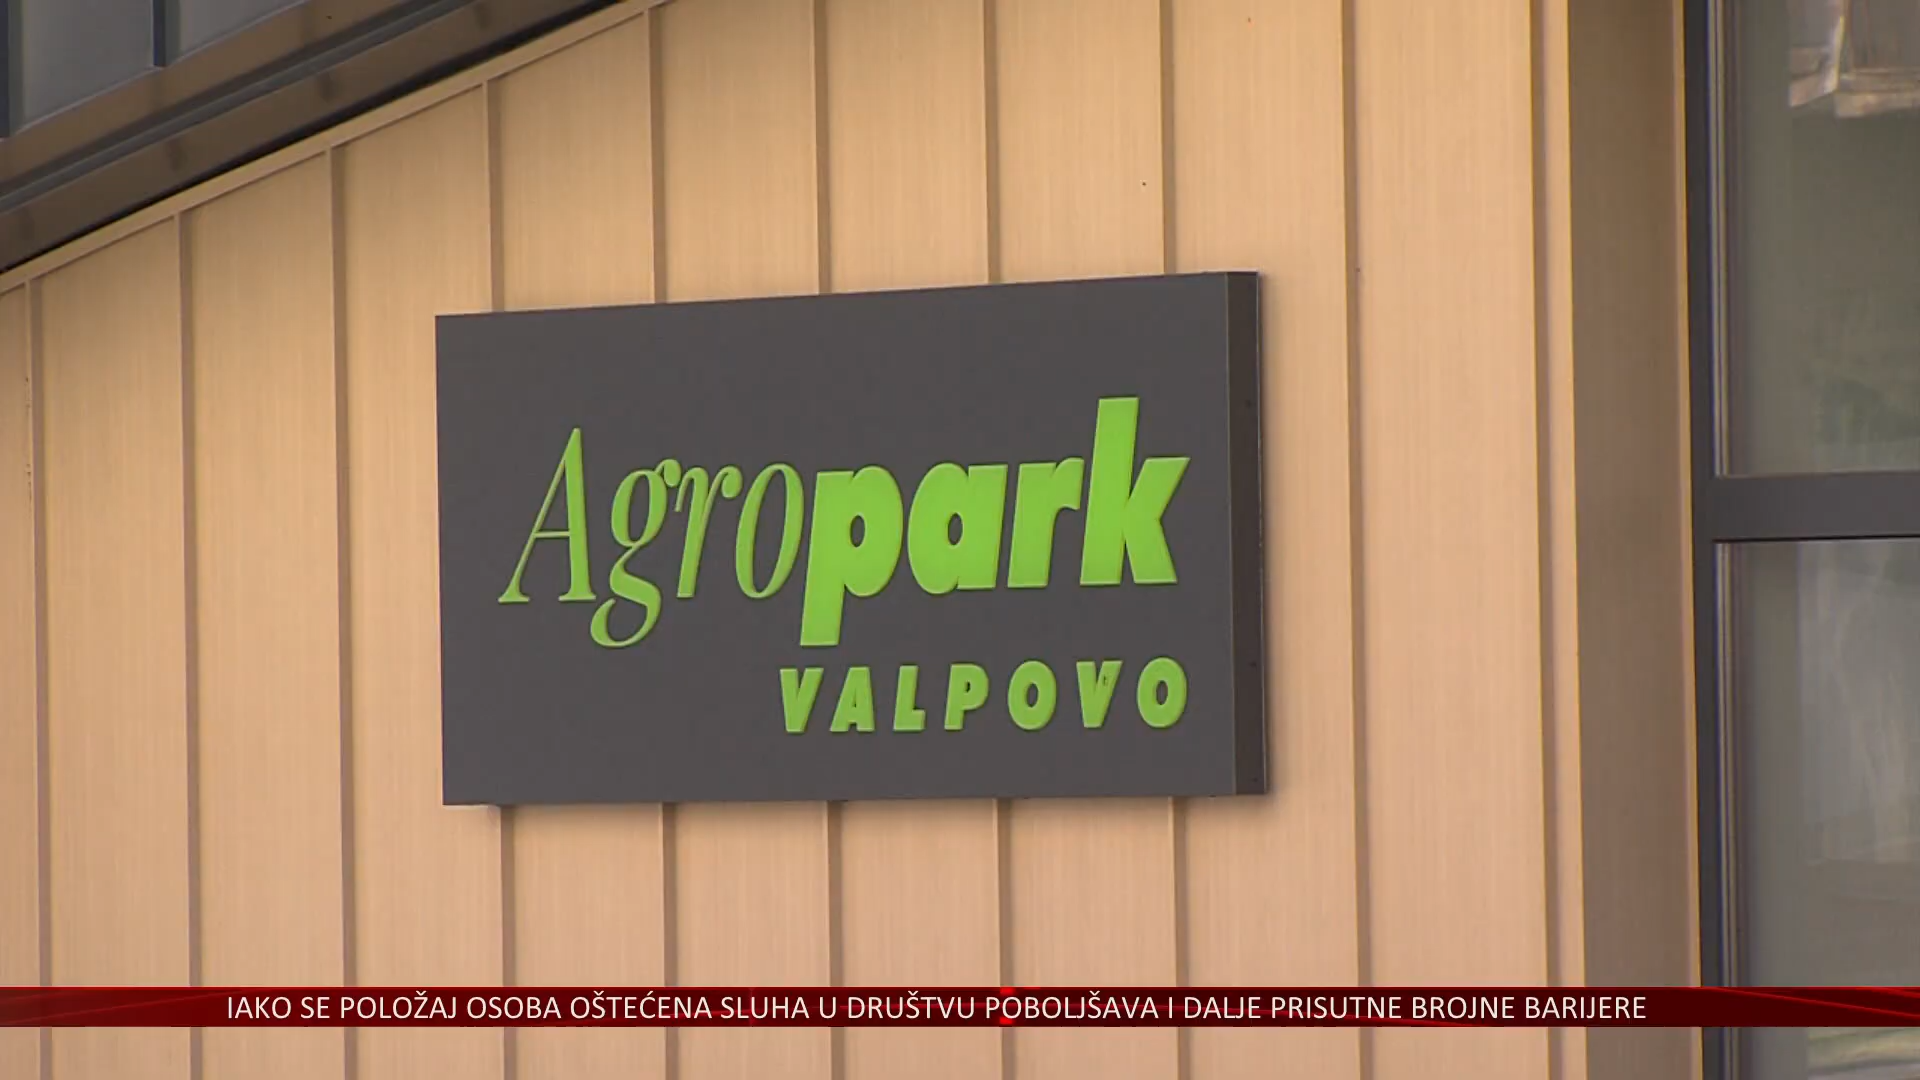 Agropark
VALPOVO
IAKO SE POLOŽAJ OSOBA OŠTEĆENA SLUHA U DRUŠTVU POBOLJŠAVA I DALJE PRISUTNE BROJNE BARIJERE